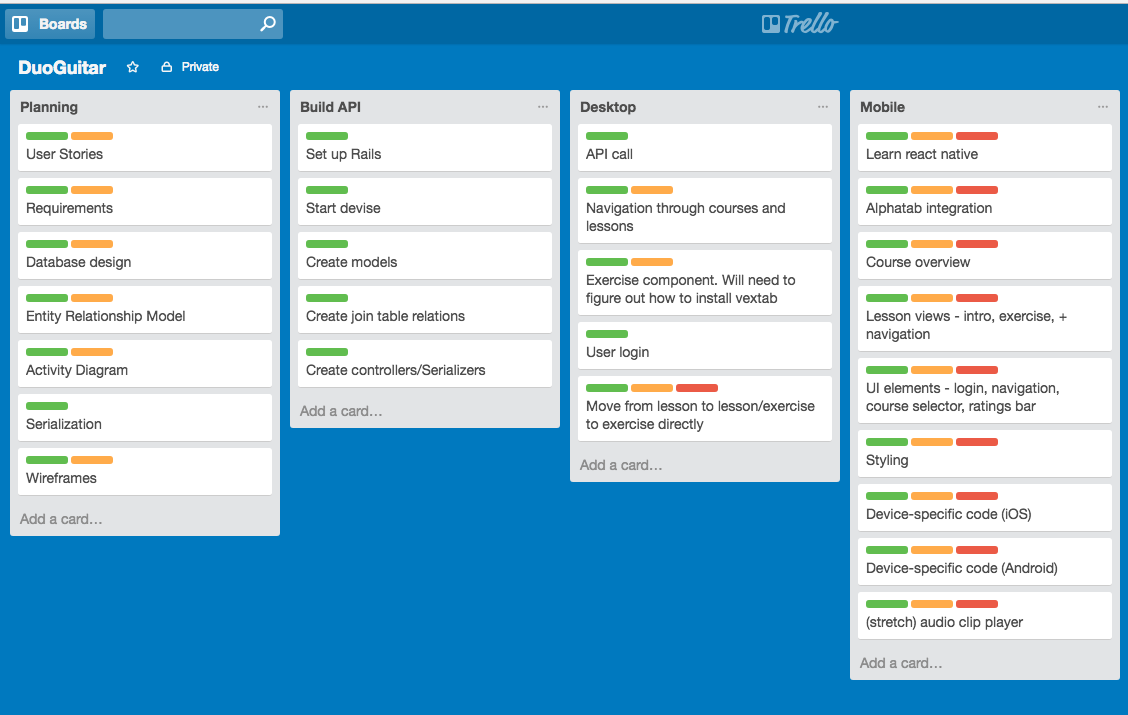 Boards
Trello
DuoGuitar
Private
Planning
User Stories
Requirements
Database design
Entity Relationship Model
Activity Diagram
Serialization
Wireframes
Add a card…
Build API
Set up Rails
Start devise
Create models
Create join table relations
Create controllers/Serializers
Add a card…
Desktop
API call
Navigation through courses and
lessons
Exercise component. Will need to
figure out how to install vextab
User login
Move from lesson to lesson/exercise
to exercise directly
Add a card…
Mobile
Learn react native
Alphatab integration
Course overview
Lesson views - intro, exercise, +
navigation
UI elements - login, navigation,
course selector, ratings bar
Styling
Device-specific code (iOS)
Device-specific code (Android)
(stretch) audio clip player
Add a card…